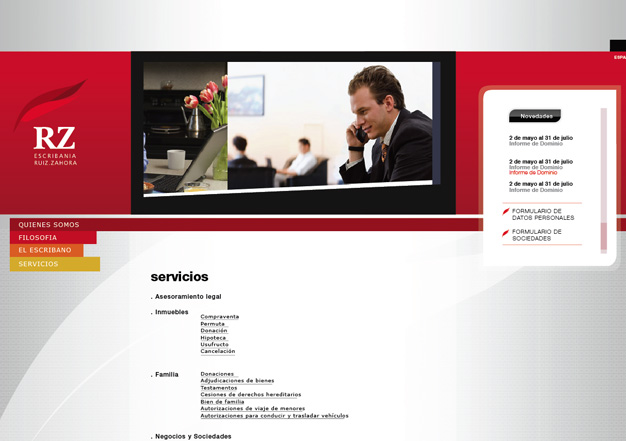 ESPA
RZ
ESCRIBANIA
RUIZ.ZAHORA
Novedades
2 de mayo al 31 de julio
Informe de Dominio
2 de mayo al 31 de julio
Informe de Dominio
Informe de Dominio
2 de mayo al 31 de julio
Informe de Dominio
FORMULARIO DE
DATOS PERSONALES
FORMULARIO DE
SOCIEDADES
QUIENES SOMOS
FILOSOFIA
EL ESCRIBANO
SERVICIOS
servicios
. Asesoramiento legal
. Inmuebles
Compraventa
Permuta
Donación
Hipoteca
Usufructo
Cancelación
. Familia
Donaciones
Adjudicaciones de bienes
Testamentos
Cesiones de derechos hereditarios
Bien de familia
Autorizaciones de viaje de menores
Autorizaciones para conducir y trasladar vehículos
. Negocios y Sociedades